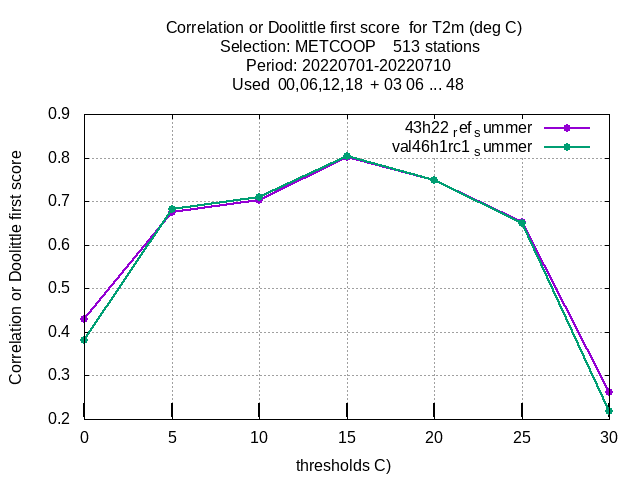 Correlation or Doolittle first score  for T2m (deg C)
Selection: METCOOP    513 stations
Period: 20220701-20220710
Used  00,06,12,18  + 03 06 ... 48
0.9
0.8
0.7
0.6
0.5
0.4
0.3
0.2
Correlation or Doolittle first score
43h22 ref summer
val46h1rc1 summer
0 5 10 15 20 25 30
thresholds C)